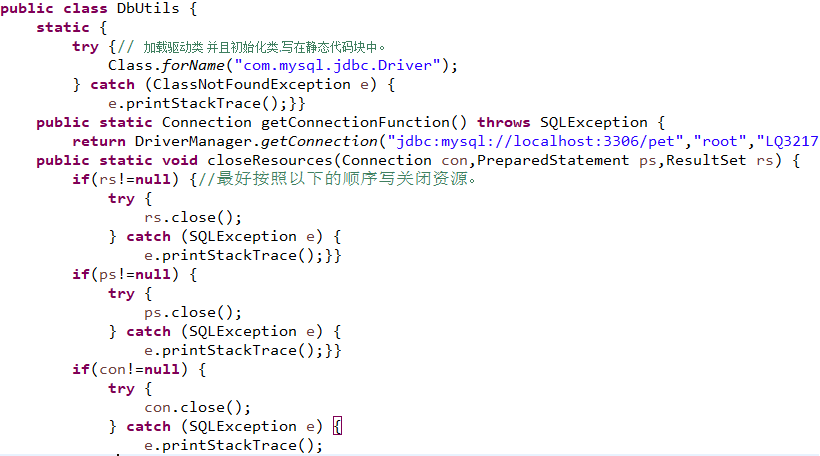 public class DbUtils {
static {
try {// 加载驱动类 并且初始化类,写在静态代码块中。
Class.forName("com.mysql.jdbc.Driver");
} catch (ClassNotFoundException e) {
e.printStackTrace();}}
public static Connection getConnectionFunction() throws SQLException {
return DriverManager.getConnection("jdbc:mysql://localhost:3306/pet","root","LQ3217
public static void closeResources(Connection con,PreparedStatement ps,ResultSet rs) {
if(rs!=null) {//最好按照以下的顺序写关闭资源。
try {
rs.close();
} catch (SQLException e) {
e.printStackTrace();}}
if(ps!=null) {
try {
ps.close();
} catch (SQLException e) {
e.printStackTrace();}}
if(con!=null) {
try {
con.close();
} catch (SQLException e) {
e.printStackTrace();